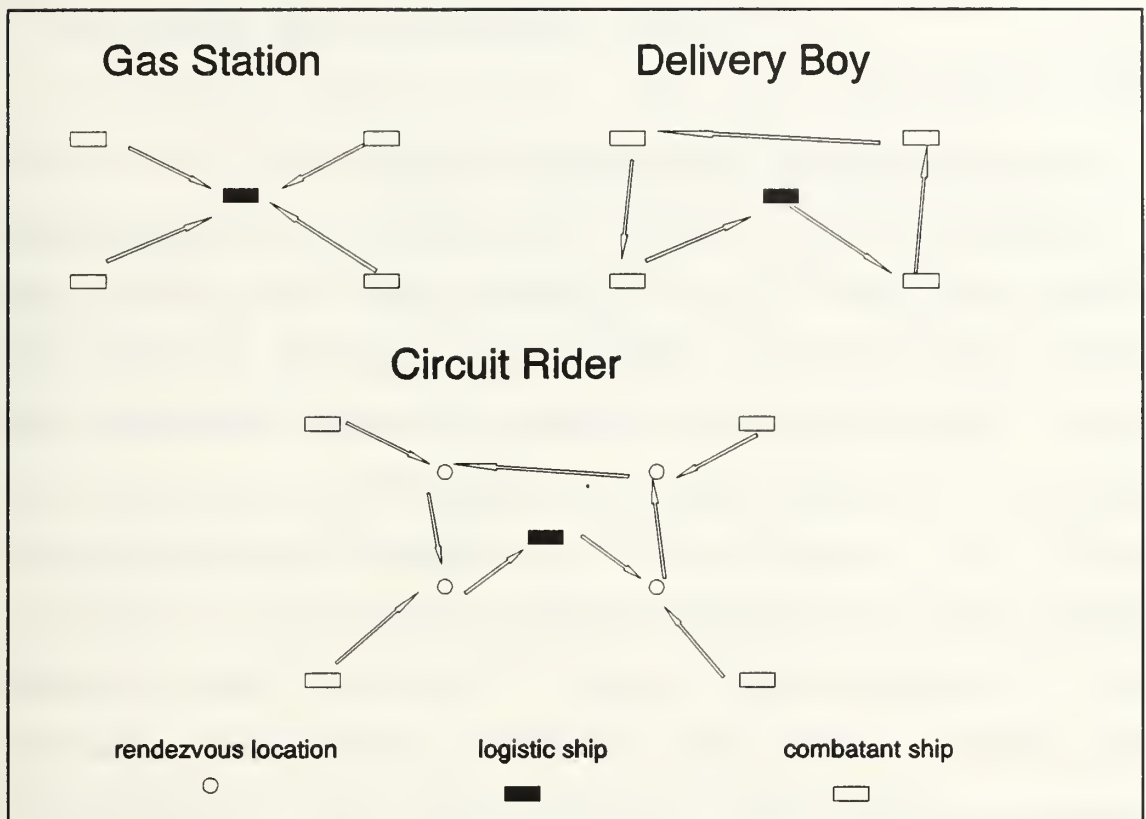 Gas Station
Delivery Boy
Circuit Rider
rendezvous location
logistic ship
combatant ship